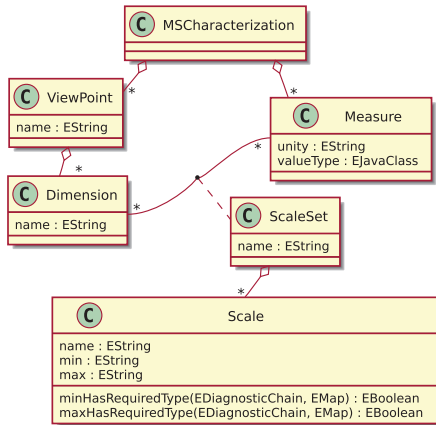 C MSCharacterization
*
*
C ViewPoint
name : EString
C Measure
unity : EString
valueType : EJavaClass
*
*
C Dimension
name : EString
*
C ScaleSet
name : EString
*
C Scale
name : EString
min : EString
max : EString
minHasRequiredType(EDiagnosticChain, EMap) : EBoolean
maxHasRequiredType(EDiagnosticChain, EMap) : EBoolean